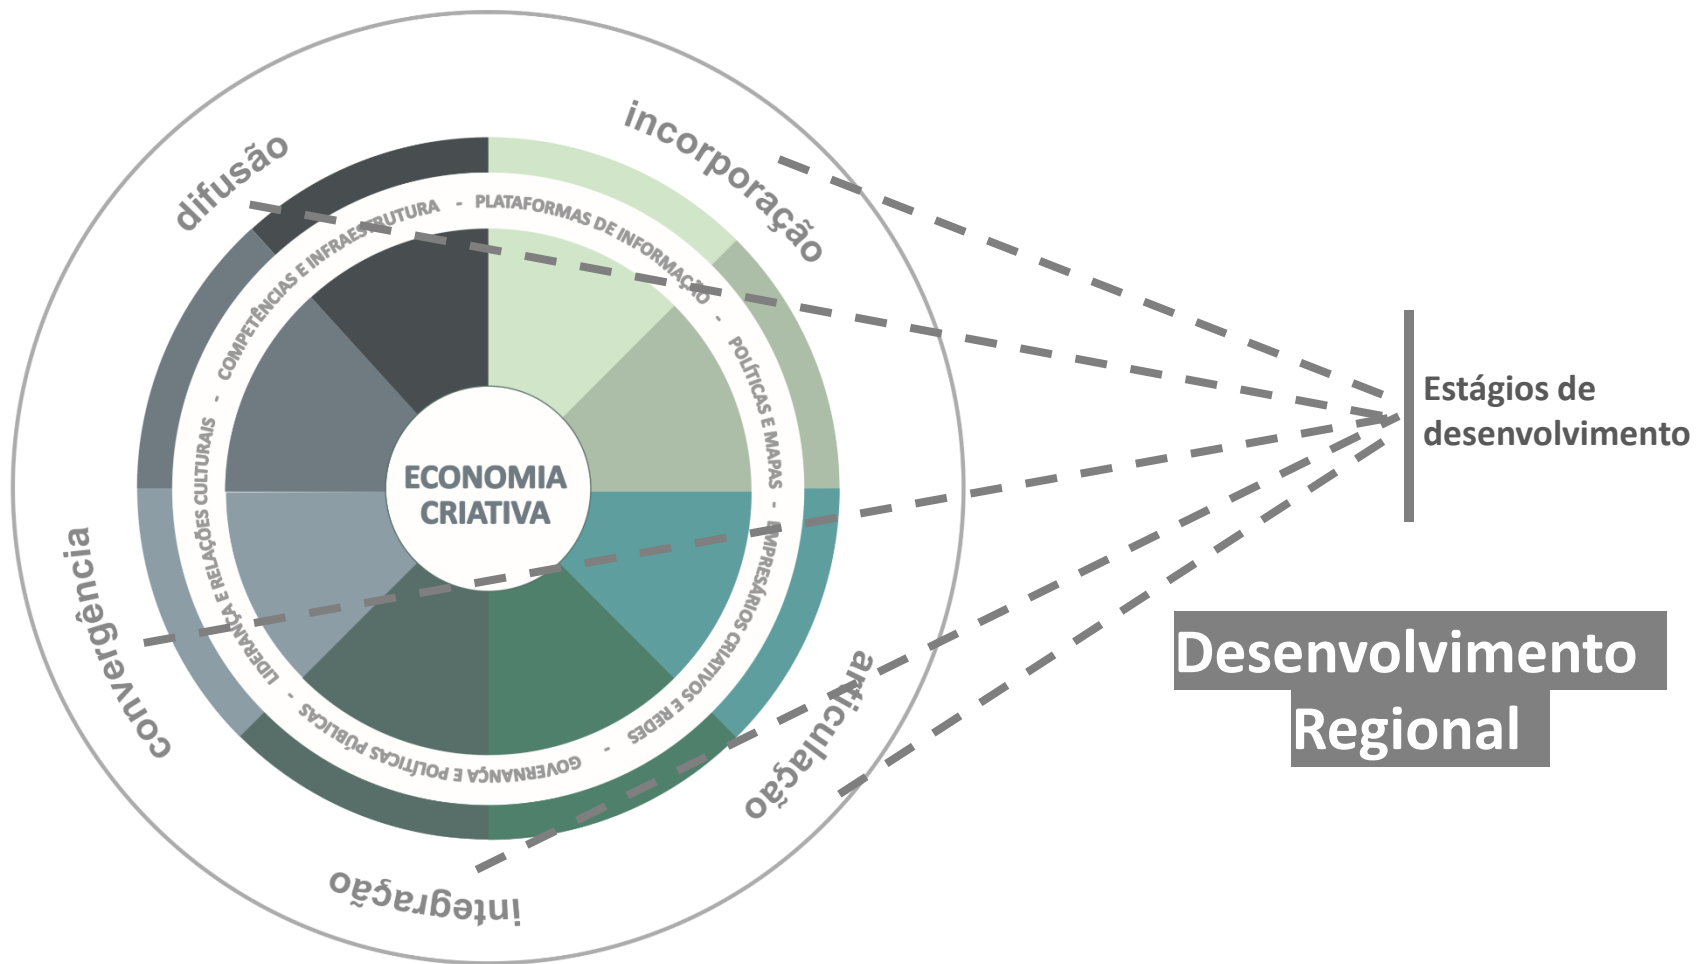 difusão
incorporação
articulação
integração
convergência
PLATAFORMAS DE INFORMAÇÃO - POLÍTICAS E MAPAS - EMPRESÁRIOS CRIATIVOS E REDES - GOVERNANÇA E POLÍTICAS PÚBLICAS - LIDERANÇA E RELAÇÕES CULTURAIS - COMPETÊNCIAS E INFRAESTRUTURA -
ECONOMIA
CRIATIVA
Estágios de
desenvolvimento
Desenvolvimento
Regional